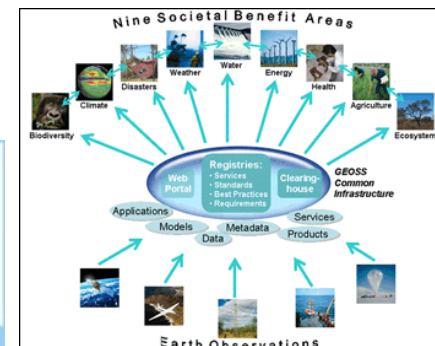 Nine Societal Benefit Areas
Biodiversity
Climate
Disasters
Weather
Water
Energy
Health
Agriculture
Ecosystem
Web
Portal
Registries:
• Services
• Standards
• Best Practices
• Requirements
Clearing-
house
GEOSS
Common
Infrastructure
Applications
Models
Data
Metadata
Services
Products
Earth Observations